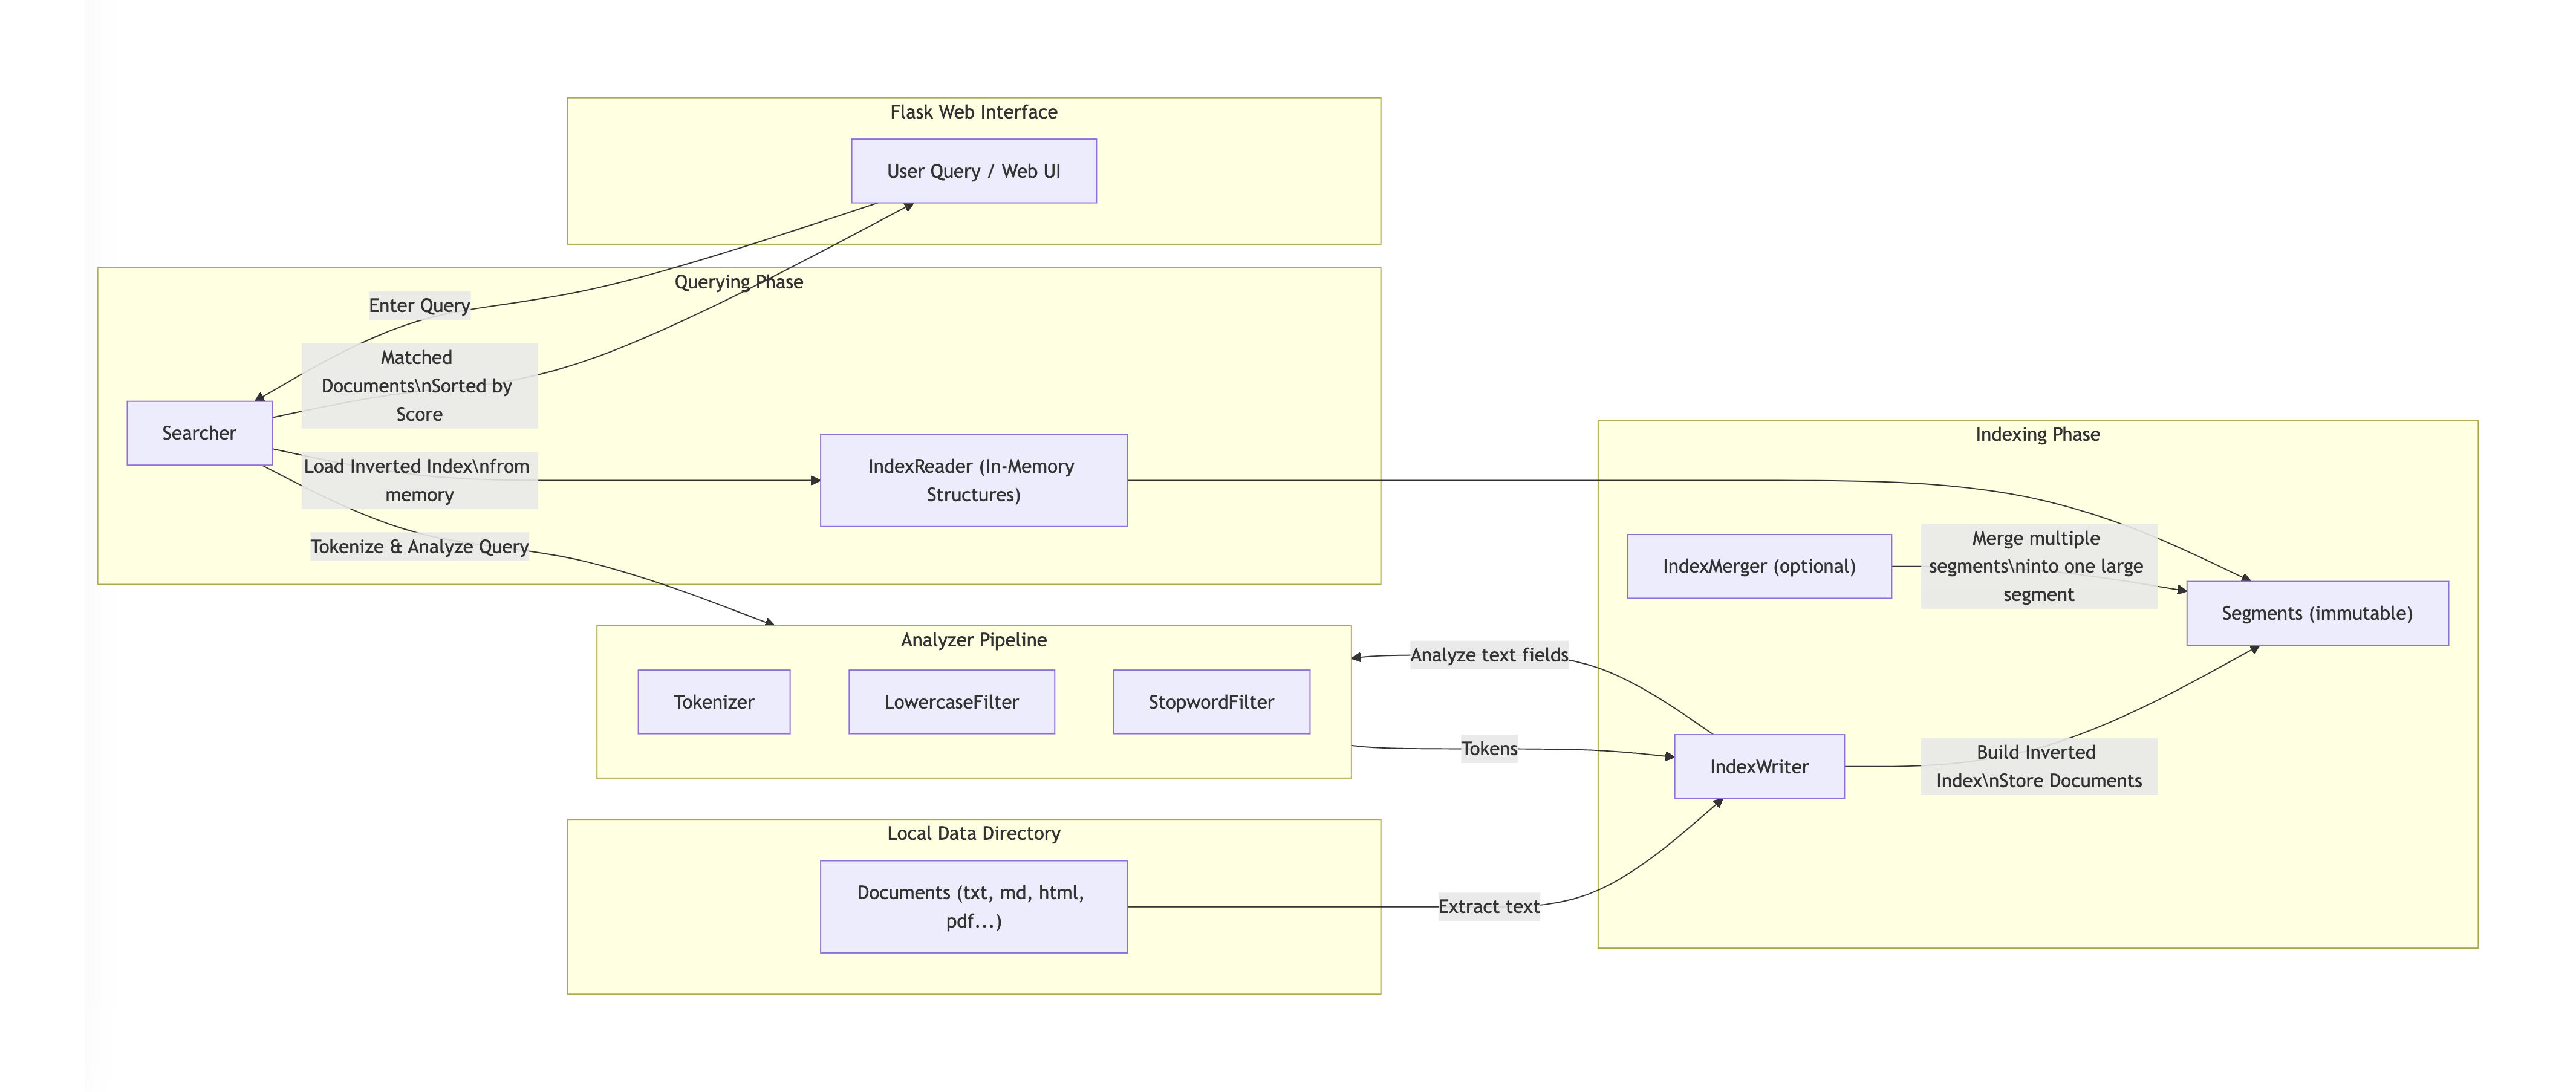 Flask Web Interface
User Query / Web UI
Querying Phase
Enter Query
Matched
Documents\nSorted by
Score
Searcher
Load Inverted Index\nfrom
memory
IndexReader (In-Memory
Structures)
Tokenize & Analyze Query
Indexing Phase
IndexMerger (optional)
Merge multiple
segments\ninto one large
segment
Segments (immutable)
Analyzer Pipeline
Tokenizer
LowercaseFilter
StopwordFilter
Analyze text fields
Tokens
IndexWriter
Build Inverted
Index\nStore Documents
Local Data Directory
Documents (txt, md, html,
pdf...)
Extract text